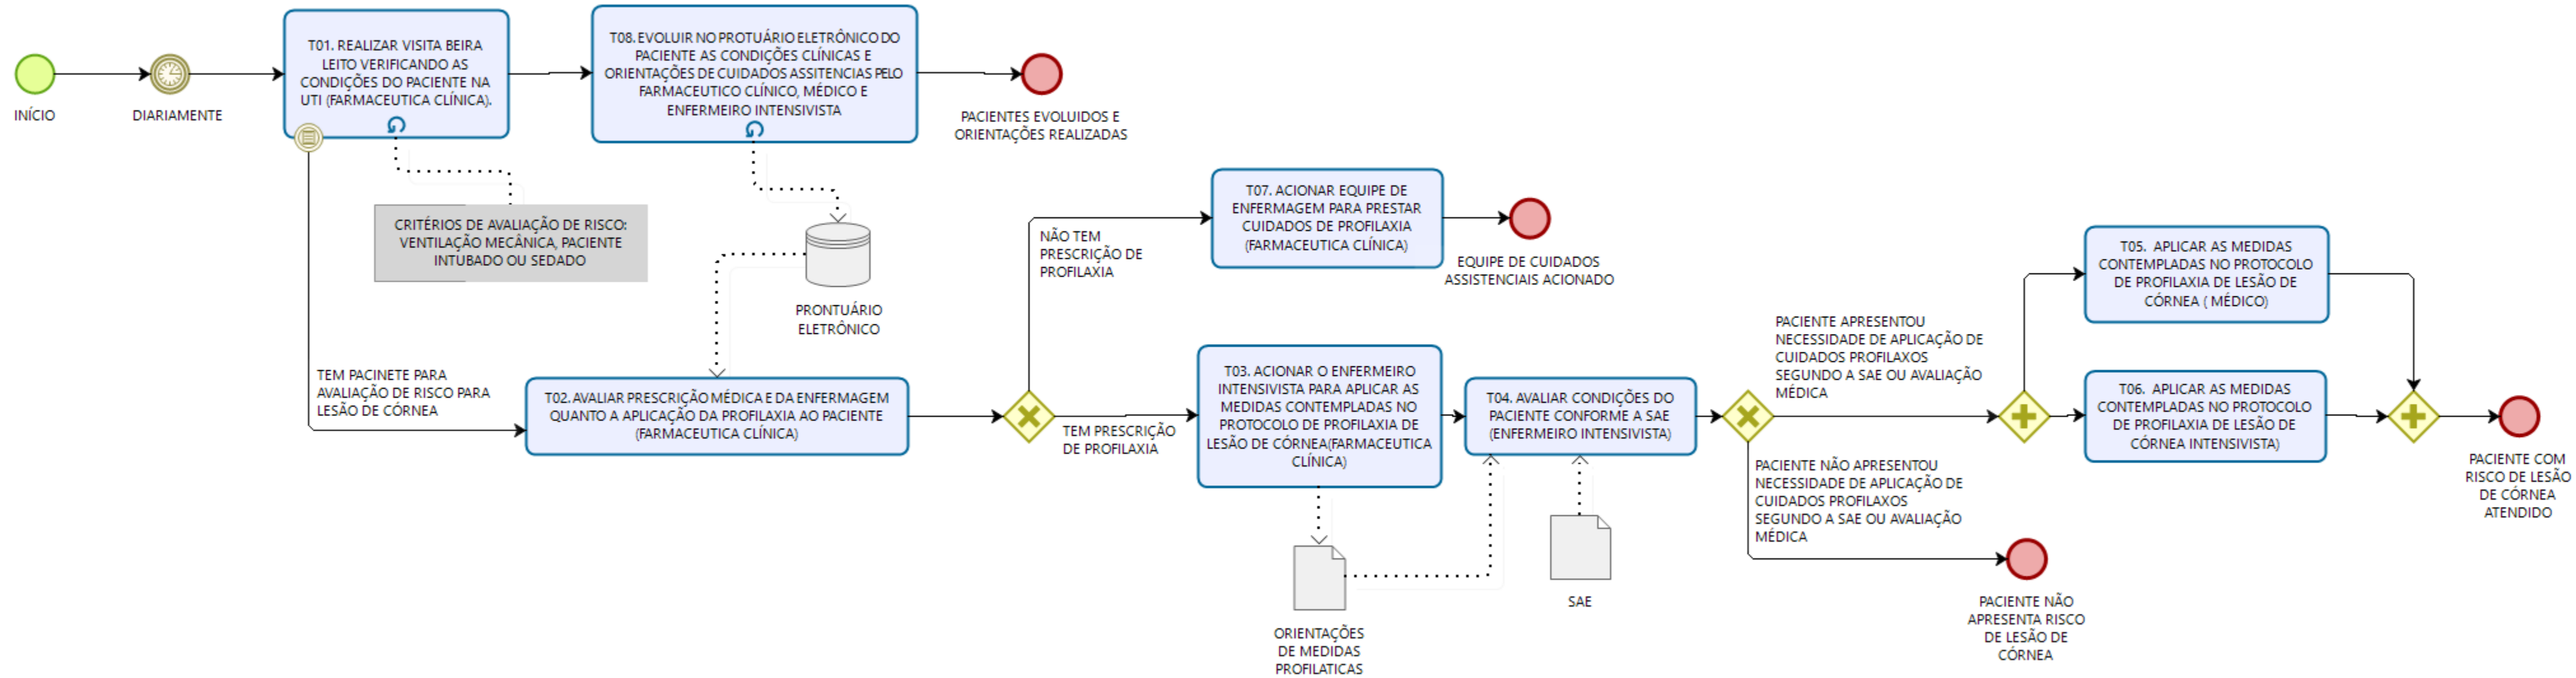 INÍCIO
DIARIAMENTE
T01. REALIZAR VISITA BEIRA
LEITO VERIFICANDO AS
CONDIÇÕES DO PACIENTE NA
UTI (FARMACEUTICA CLÍNICA).
T08. EVOLUIR NO PROTUÁRIO ELETRÔNICO DO
PACIENTE AS CONDIÇÕES CLÍNICAS E
ORIENTAÇÕES DE CUIDADOS ASSITENCIAS PELO
FARMACEUTICO CLÍNICO, MÉDICO E
ENFERMEIRO INTENSIVISTA
PACIENTES EVOLUIDOS E
ORIENTAÇÕES REALIZADAS
CRITÉRIOS DE AVALIAÇÃO DE RISCO:
VENTILAÇÃO MECÂNICA, PACIENTE
INTUBADO OU SEDADO
PRONTUÁRIO
ELETRÔNICO
TEM PACINETE PARA
AVALIAÇÃO DE RISCO PARA
LESÃO DE CÓRNEA
T02. AVALIAR PRESCRIÇÃO MÉDICA E DA ENFERMAGEM
QUANTO A APLICAÇÃO DA PROFILAXIA AO PACIENTE
(FARMACEUTICA CLÍNICA)
NÃO TEM
PRESCRIÇÃO DE
PROFILAXIA
T07. ACIONAR EQUIPE DE
ENFERMAGEM PARA PRESTAR
CUIDADOS DE PROFILAXIA
(FARMACEUTICA CLÍNICA)
EQUIPE DE CUIDADOS
ASSISTENCIAIS ACIONADO
TEM PRESCRIÇÃO
DE PROFILAXIA
T03. ACIONAR O ENFERMEIRO
INTENSIVISTA PARA APLICAR AS
MEDIDAS CONTEMPLADAS NO
PROTOCOLO DE PROFILAXIA DE
LESÃO DE CÓRNEA(FARMACEUTICA
CLÍNICA)
ORIENTAÇÕES
DE MEDIDAS
PROFILATICAS
T04. AVALIAR CONDIÇÕES DO
PACIENTE CONFORME A SAE
(ENFERMEIRO INTENSIVISTA)
SAE
PACIENTE APRESENTOU
NECESSIDADE DE APLICAÇÃO DE
CUIDADOS PROFILAXOS
SEGUNDO A SAE OU AVALIAÇÃO
MÉDICA
PACIENTE NÃO APRESENTOU
NECESSIDADE DE APLICAÇÃO DE
CUIDADOS PROFILAXOS
SEGUNDO A SAE OU AVALIAÇÃO
MÉDICA
PACIENTE NÃO
APRESENTA RISCO
DE LESÃO DE
CÓRNEA
T05. APLICAR AS MEDIDAS
CONTEMPLADAS NO PROTOCOLO
DE PROFILAXIA DE LESÃO DE
CÓRNEA ( MÉDICO)
T06. APLICAR AS MEDIDAS
CONTEMPLADAS NO PROTOCOLO
DE PROFILAXIA DE LESÃO DE
CÓRNEA INTENSIVISTA)
PACIENTE COM
RISCO DE LESÃO
DE CÓRNEA
ATENDIDO